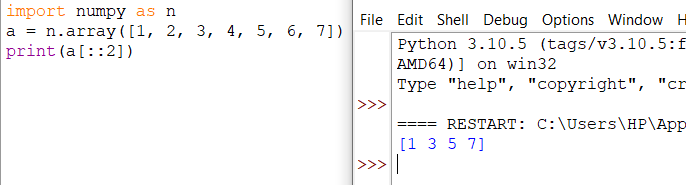 import numpy as n
a = n.array([1, 2, 3, 4, 5, 6, 7])
print(a[::2])
File Edit Shell Debug Options Window H
Python 3.10.5 (tags/v3.10.5:f
AMD64)] on win32
Type "help", "copyright", "cr
>>>
==== RESTART: C:\Users\HP\App
[1 3 5 7]
>>>